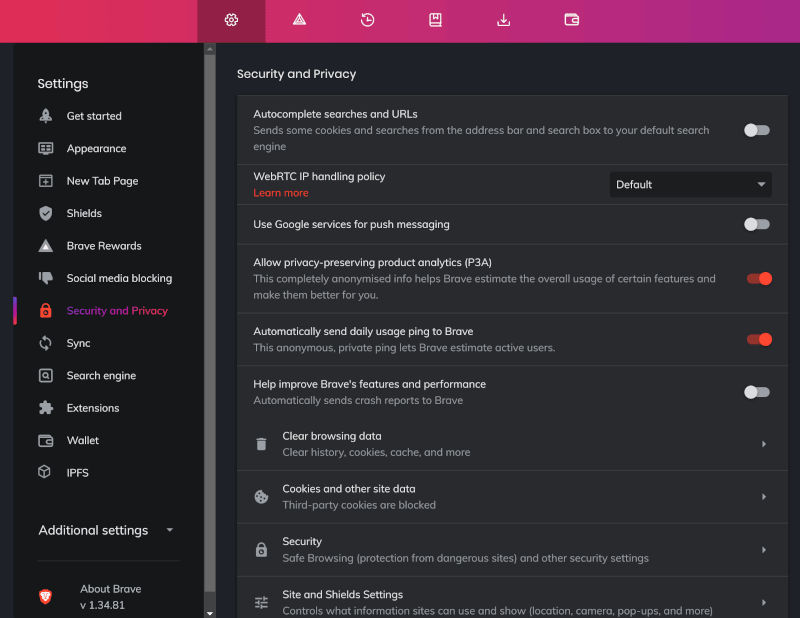 Settings
Get started
Appearance
New Tab Page
Shields
Brave Rewards
Social media blocking
Security and Privacy
Sync
Search engine
Extensions
Wallet
IPFS
Additional settings
About Brave
v 1.34.81
Security and Privacy
Autocomplete searches and URLs
Sends some cookies and searches from the address bar and search box to your default search
engine
WebRTC IP handling policy
Learn more
Default
Use Google services for push messaging
Allow privacy-preserving product analytics (P3A)
This completely anonymised info helps Brave estimate the overall usage of certain features and
make them better for you.
Automatically send daily usage ping to Brave
This anonymous, private ping lets Brave estimate active users.
Help improve Brave's features and performance
Automatically sends crash reports to Brave
Clear browsing data
Clear history, cookies, cache, and more
Cookies and other site data
Third-party cookies are blocked
Security
Safe Browsing (protection from dangerous sites) and other security settings
Site and Shields Settings
Controls what information sites can use and show (location, camera, pop-ups, and more)